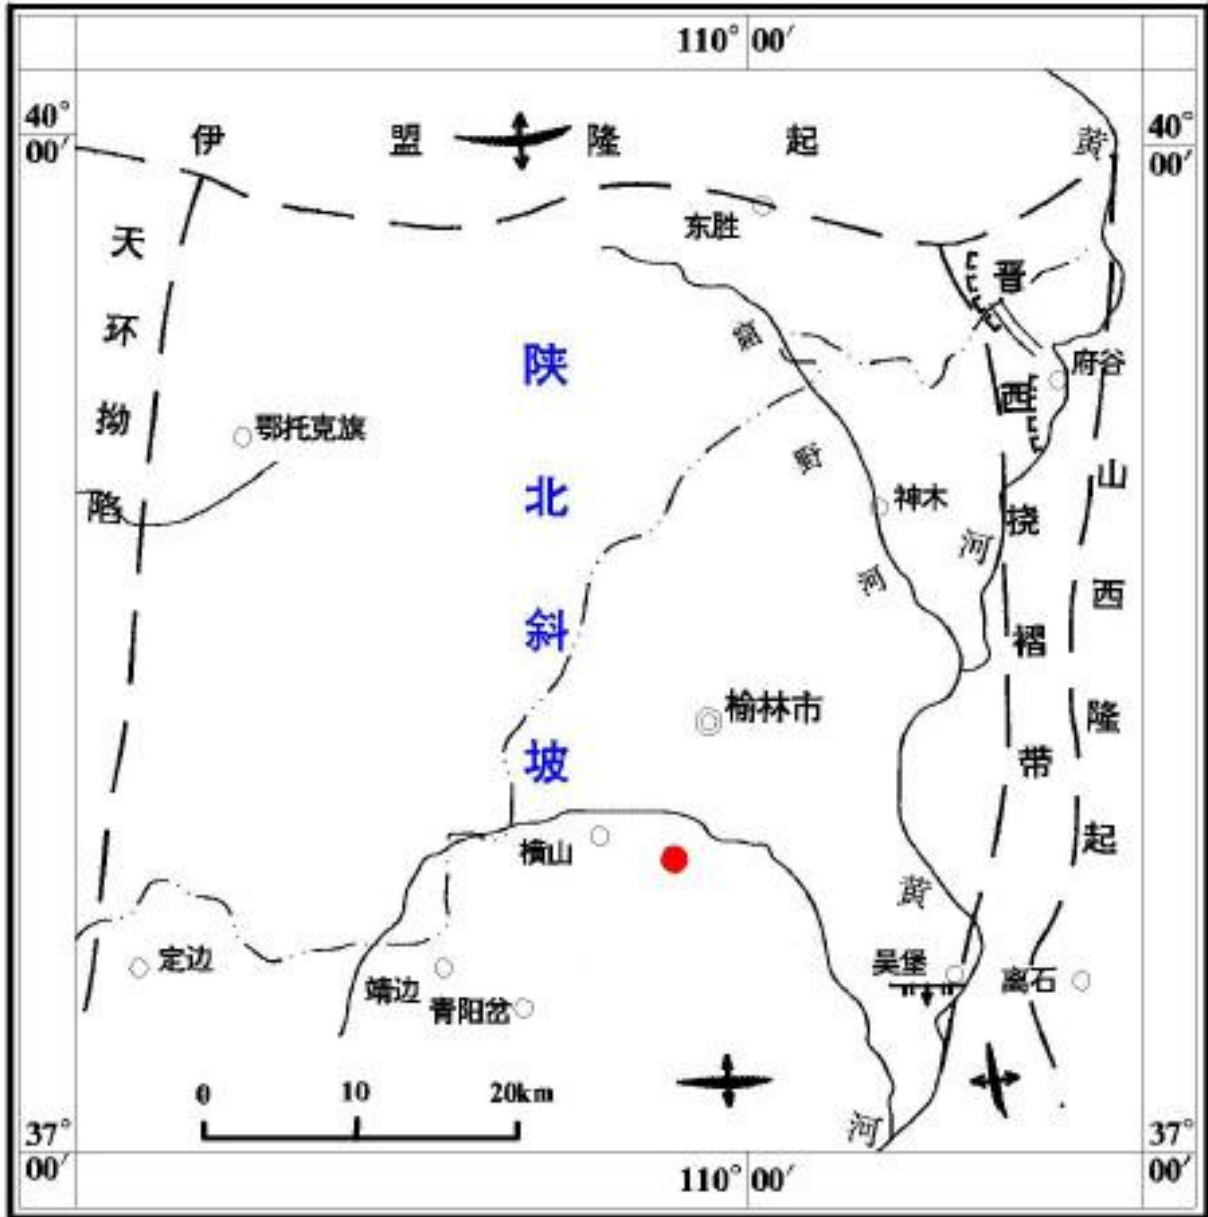 110° 00′
40°
00′
40°
00′
伊盟隆起
黄河
天环拗陷
东胜
晋西挠褶带
窟野河
府谷
陕北斜坡
鄂托克旗
神木
山西隆起
榆林市
横山
黄河
定边
靖边
青阳岔
吴堡
离石
0 10 20km
37°
00′
37°
00′
110° 00′